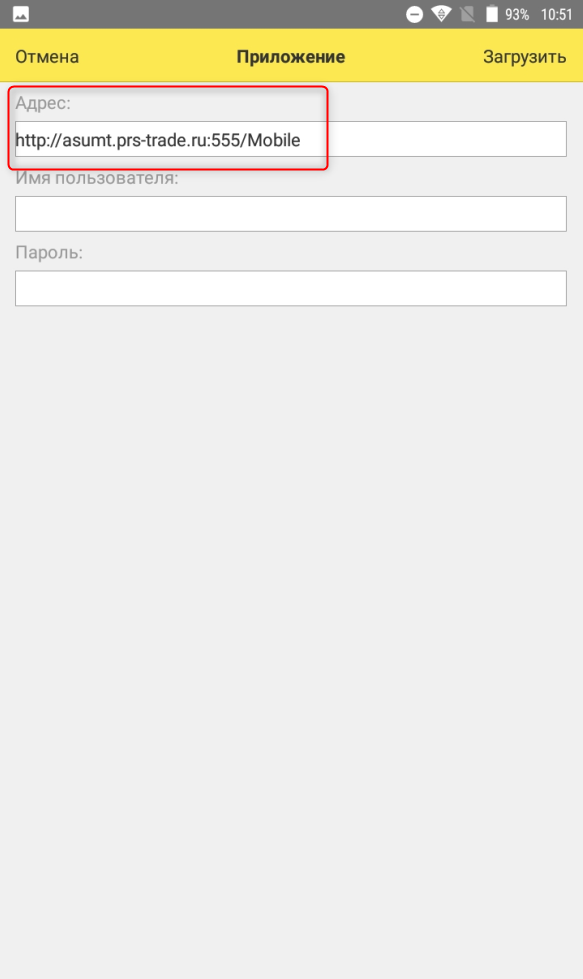 93% 10:51
Отмена Приложение Загрузить
Адрес:
http://asumt.prs-trade.ru:555/Mobile
Имя пользователя:
Пароль: